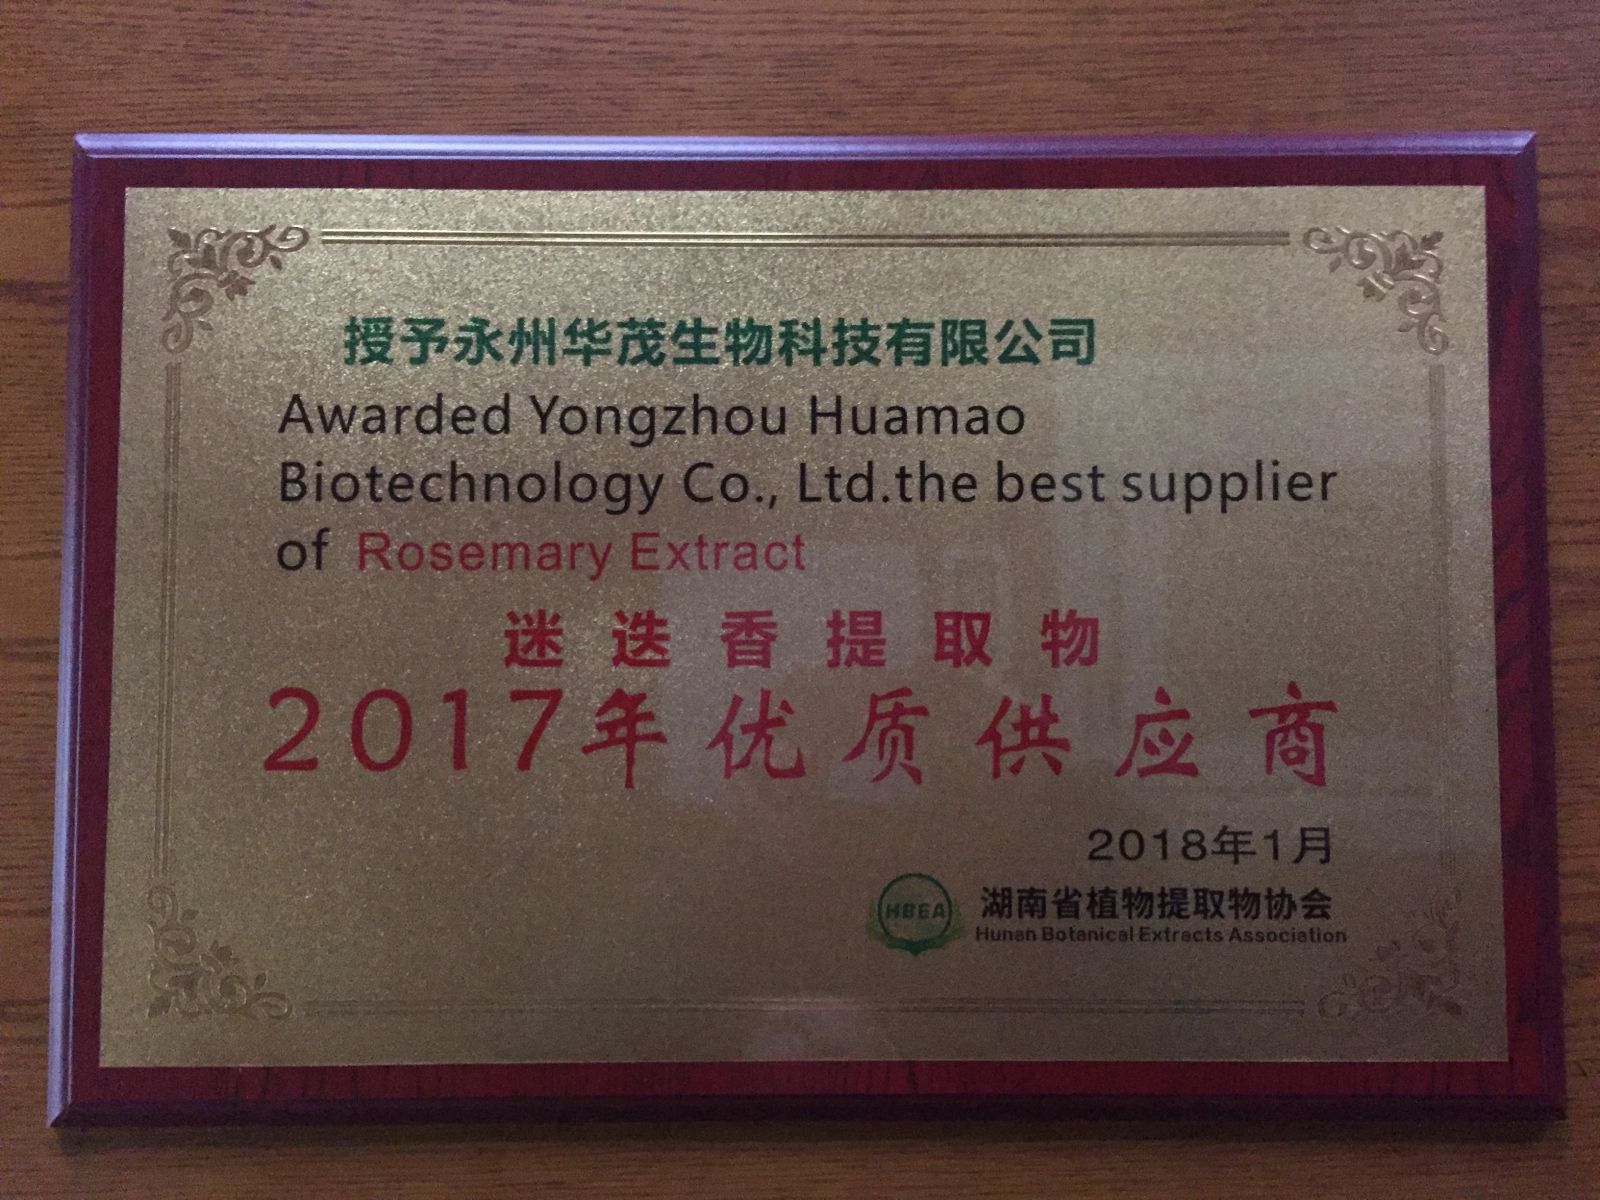 授予永州华茂生物科技有限公司
Awarded Yongzhou Huamao
Biotechnology Co., Ltd.the best supplier
of Rosemary Extract
迷迭香提取物
2017年优质供应商
2018年1月
HBEA
湖南省植物提取物协会
Hunan Botanical Extracts Association